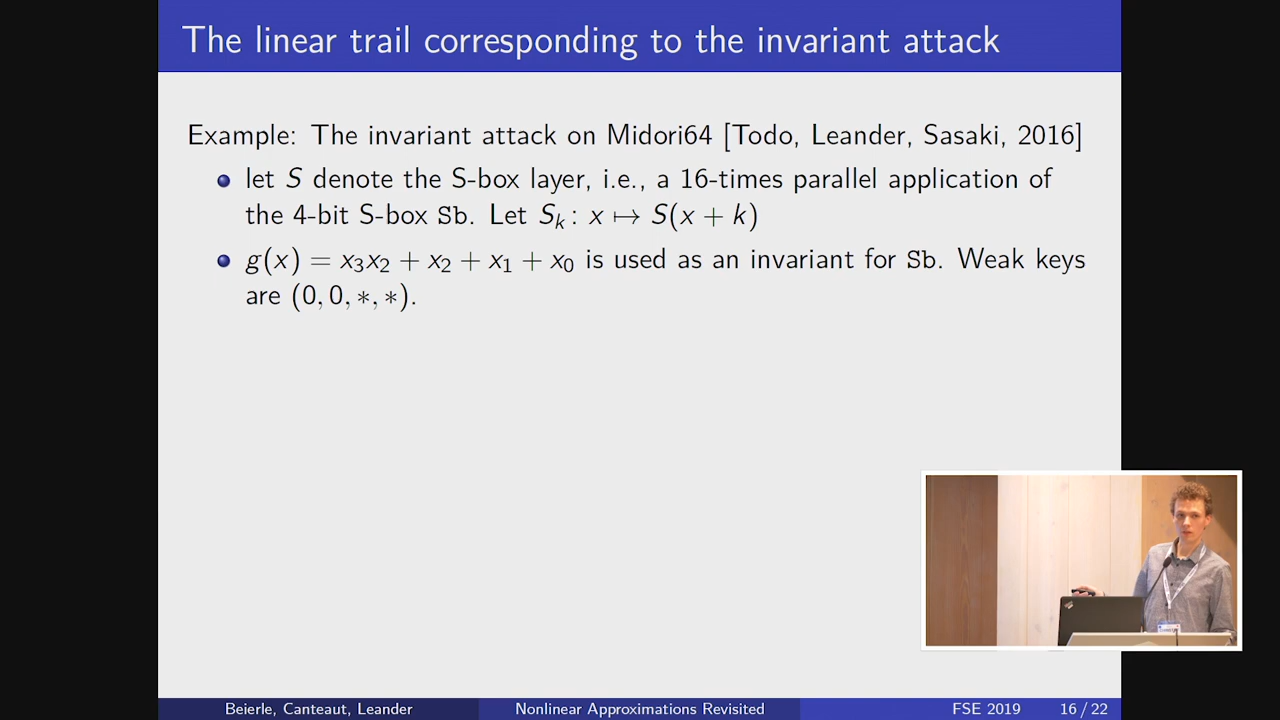 The linear trail corresponding to the invariant attack
Example: The invariant attack on Midori64 [Todo, Leander, Sasaki, 2016]
let S denote the S-box layer, i.e., a 16-times parallel application of
the 4-bit S-box Sb. Let Sₖ: x ↦ S(x + k)
g(x) = x₃x₂ + x₂ + x₁ + x₀ is used as an invariant for Sb. Weak keys
are (0, 0, ∗, ∗).
Beierle, Canteaut, Leander Nonlinear Approximations Revisited FSE 2019 16 / 22